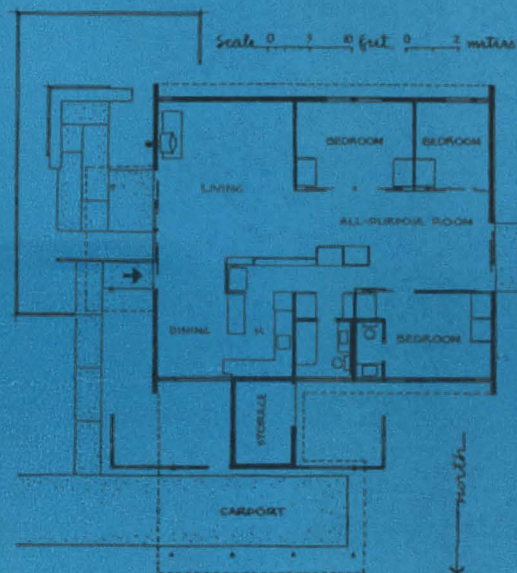 Scale 0 5 10 feet 0 2 meters
BEDROOM BEDROOM
LIVING
ALL-PURPOSE ROOM
DINING K BEDROOM
STORAGE
CARPORT
north